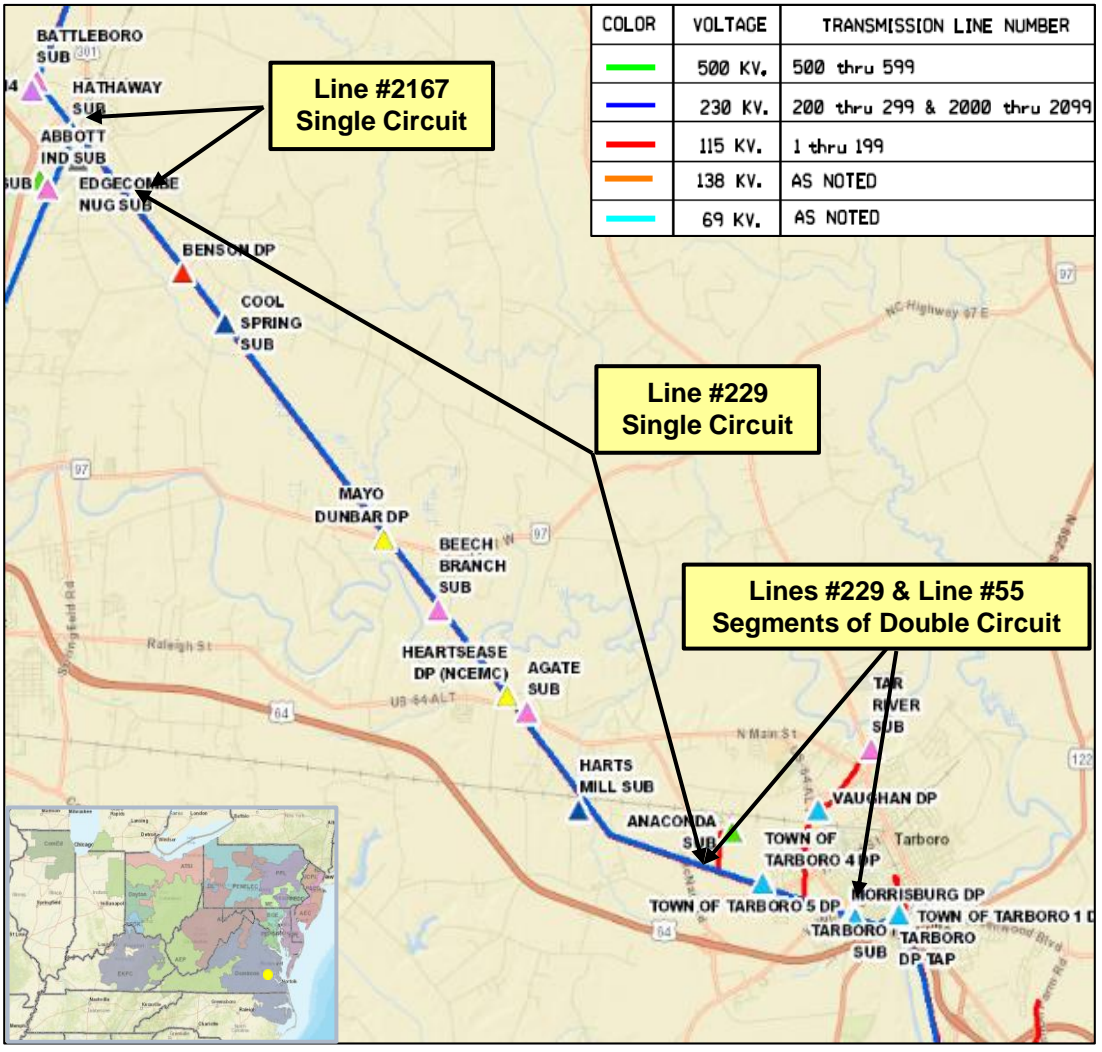 COLOR VOLTAGE TRANSMISSION LINE NUMBER
500 KV. 500 thru 599
230 KV. 200 thru 299 & 2000 thru 2099
115 KV. 1 thru 199
138 KV. AS NOTED
69 KV. AS NOTED
BATTLEBORO
SUB
301
HATHAWAY
SUB
ABBOTT
IND SUB
SUB
EDGECOMBE
NUG SUB
Line #2167
Single Circuit
BENSON DP
COOL
SPRING
SUB
97
NC Highway 97 E
Line #229
Single Circuit
97
MAYO
DUNBAR DP
BEECH
BRANCH
SUB
W
97
Lines #229 & Line #55
Segments of Double Circuit
Raleigh St
HEARTSEASE
DP (NCEMC)
AGATE
SUB
US 64 ALT
64
TAR
RIVER
SUB
N Main St
122
HARTS
MILL SUB
VAUGHAN DP
ANACONDA
SUB
Tarboro
TOWN OF
TARBORO 4 DP
TOWN OF TARBORO 5 DP
MORRISBURG DP
TOWN OF TARBORO 1 D
64
TARBORO
SUB
TARBORO
DP TAP